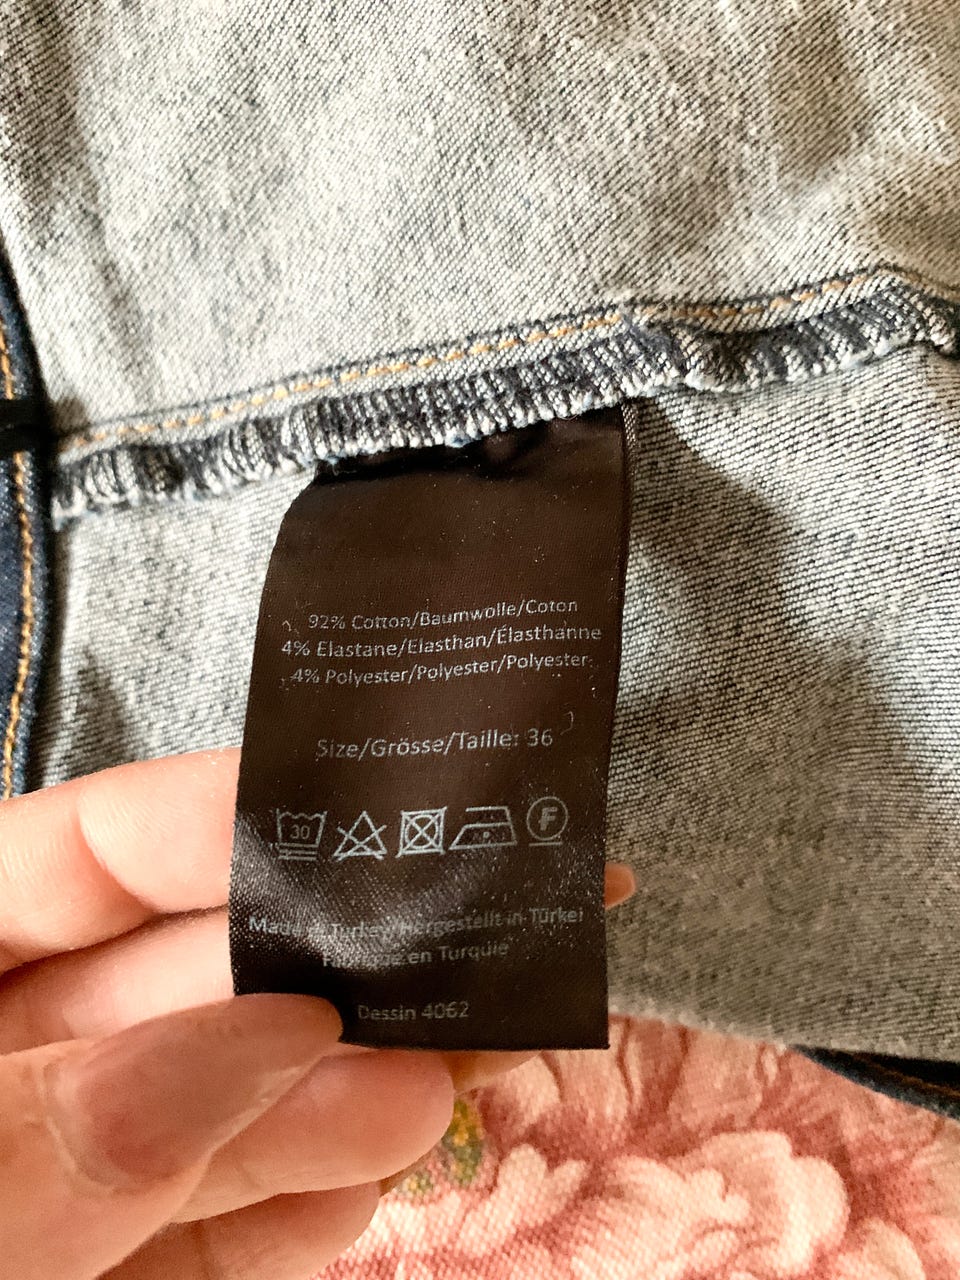 92% Cotton/Baumwolle/Coton
4% Elastane/Elasthan/Élasthanne
4% Polyester/Polyester/Polyester
Size/Grösse/Taille: 36
30 F
Made in Turkey/Hergestellt in Türkei
Fabriqué en Turquie
Dessin 4062